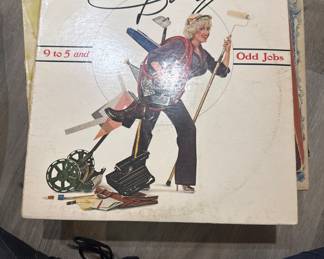 9 to 5 and
Odd Jobs